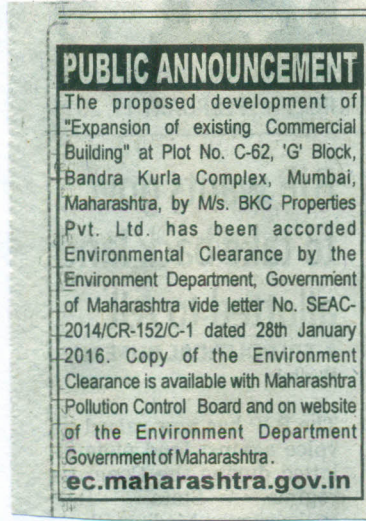 PUBLIC ANNOUNCEMENT
The proposed development of
"Expansion of existing Commercial
Building" at Plot No. C-62, 'G' Block,
Bandra Kurla Complex, Mumbai,
Maharashtra, by M/s. BKC Properties
Pvt. Ltd. has been accorded
Environmental Clearance by the
Environment Department, Government
of Maharashtra vide letter No. SEAC-
2014/CR-152/C-1 dated 28th January
2016. Copy of the Environment
Clearance is available with Maharashtra
Pollution Control Board and on website
of the Environment Department
Government of Maharashtra.
ec.maharashtra.gov.in